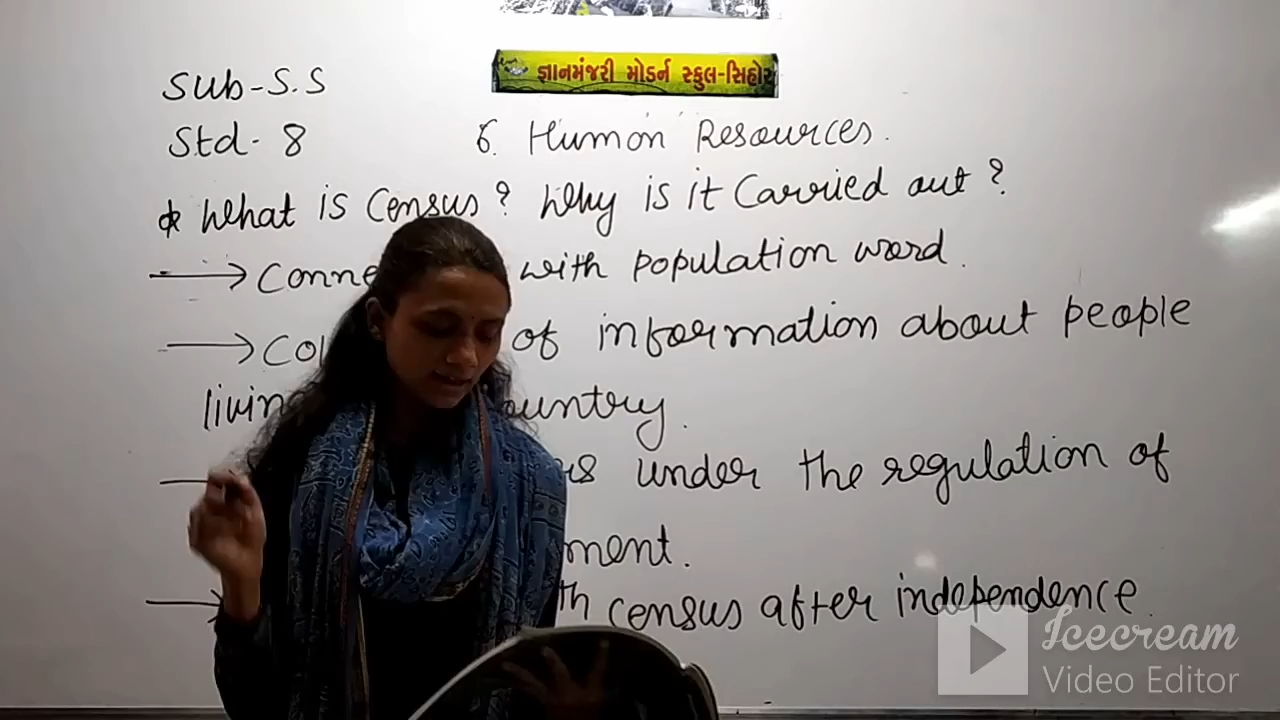 જ્ઞાનમંજરી મોડર્ન સ્કુલ-સિહોર
Sub-S.S
Std- 8
6. Human Resources.
* What is Census? Why is it Carried out?
→ Conne with population word.
→ Co of information about people
livin ountry.
→ under the regulation of
ment.
→ th census after independence.
Icecream
Video Editor